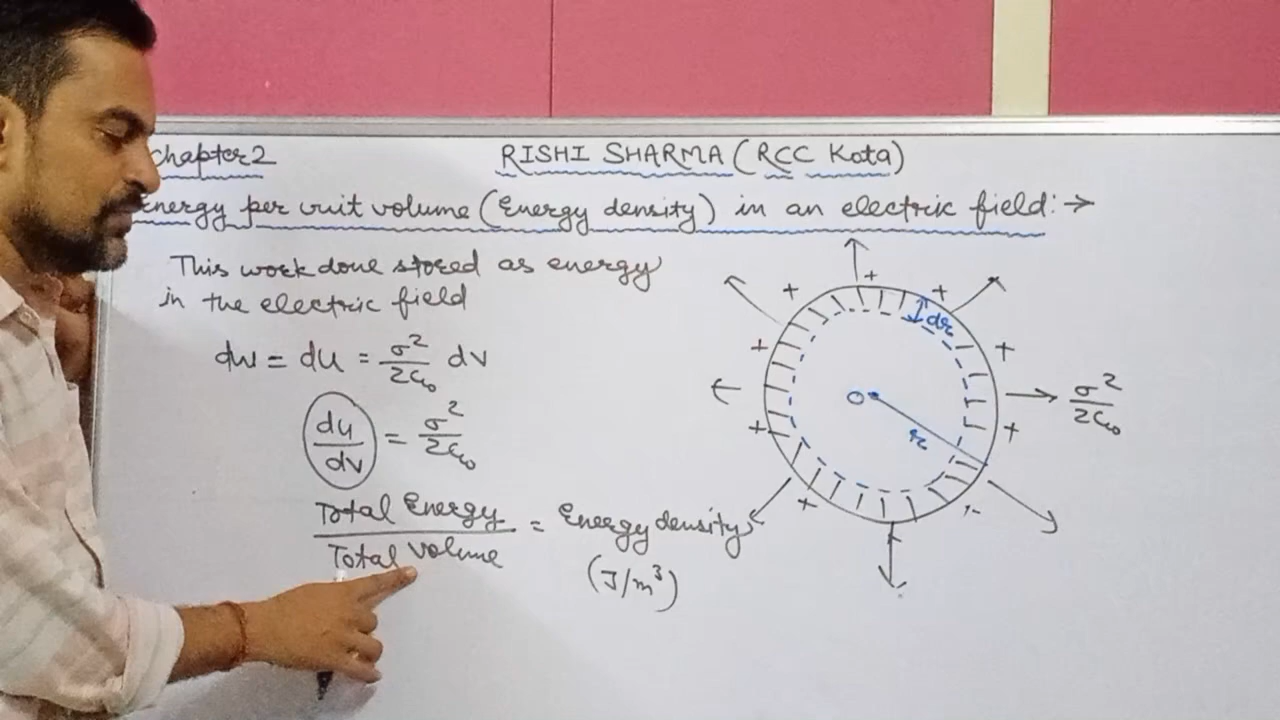 Chapter 2
RISHI SHARMA (RCC Kota)
Energy per unit volume (Energy density) in an electric field :→
This work done stored as energy
in the electric field
dw = du = σ²/2ϵ₀ dv
du/dv = σ²/2ϵ₀
Total Energy/Total volume = Energy density
(J/m³)
+ + + + + + + + +
dr
O
r
σ²/2ϵ₀